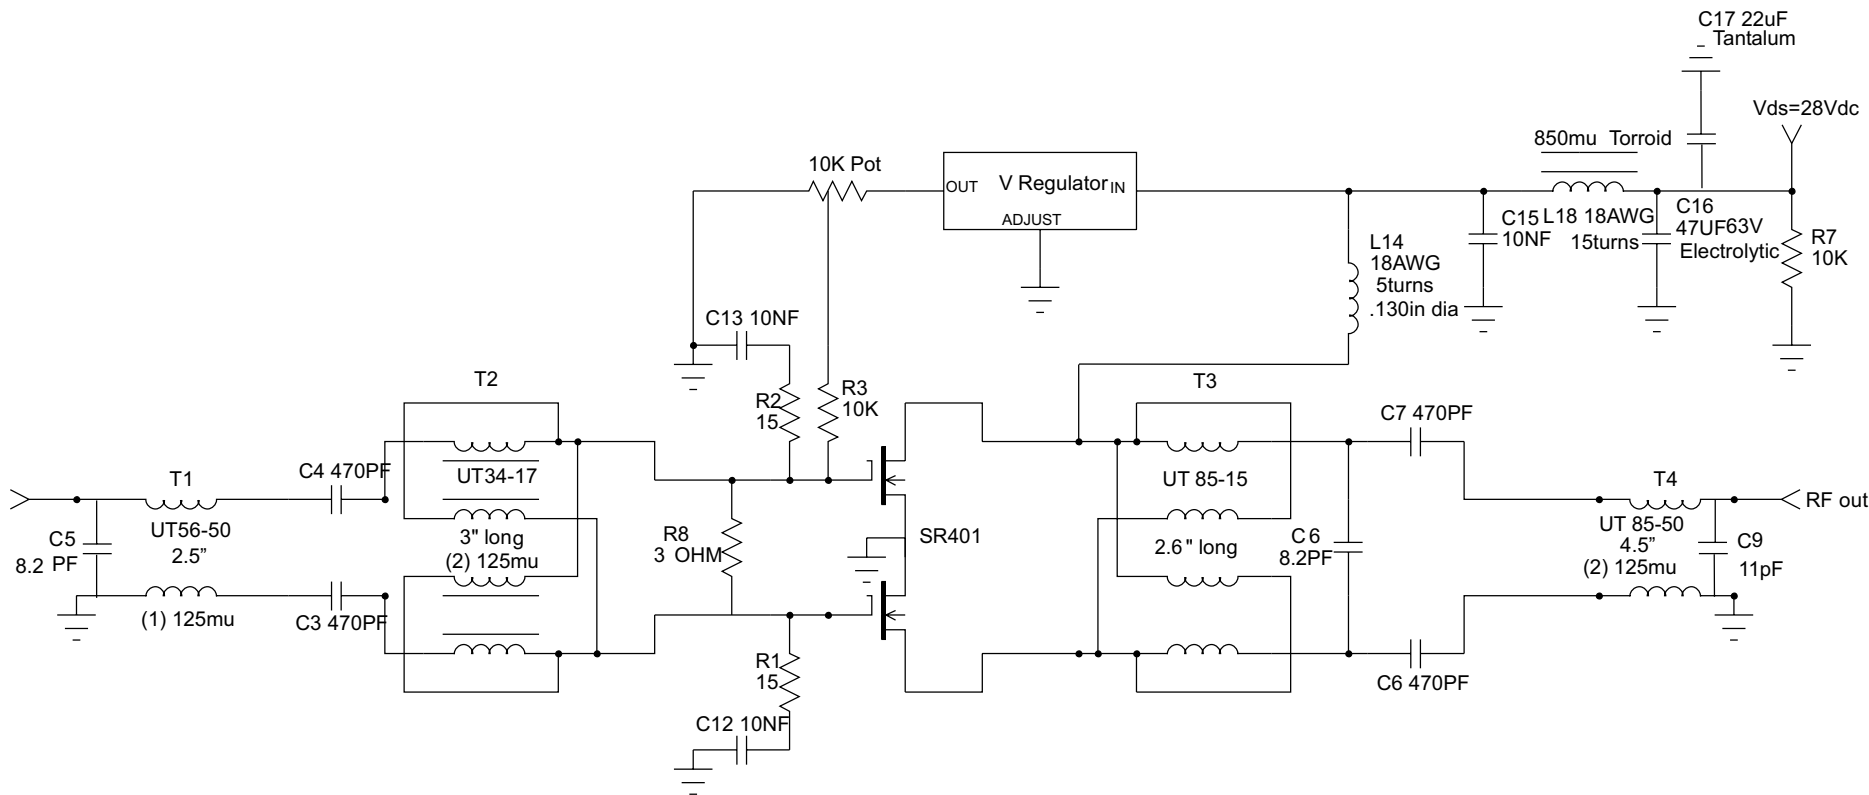 C17 22uF
Tantalum
Vds=28Vdc
850mu Torroid
10K Pot
OUT
V Regulator
IN
ADJUST
C15
10NF
L18 18AWG
15turns
C16
47UF63V
Electrolytic
R7
10K
L14
18AWG
5turns
.130in dia
C13 10NF
T2
R2
15
R3
10K
T3
C7 470PF
T1
C4 470PF
UT34-17
UT 85-15
T4
RF out
UT56-50
2.5”
C5
8.2 PF
3" long
(2) 125mu
R8
3 OHM
SR401
2.6" long
C6
8.2PF
UT 85-50
4.5”
(2) 125mu
C9
11pF
(1) 125mu
C3 470PF
R1
15
C6 470PF
C12 10NF